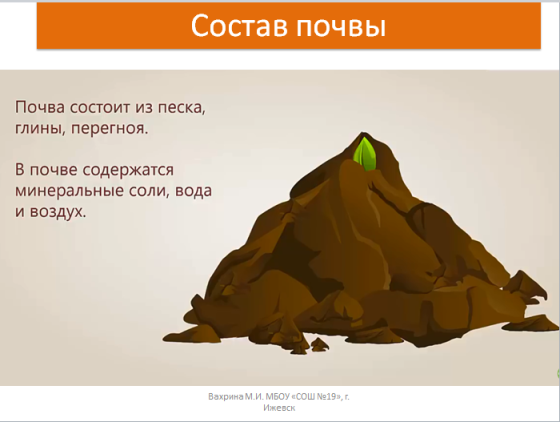 Состав почвы
Почва состоит из песка,
глины, перегноя.
В почве содержатся
минеральные соли, вода
и воздух.
Вахрина М.И. МБОУ «СОШ №19», г.
Ижевск